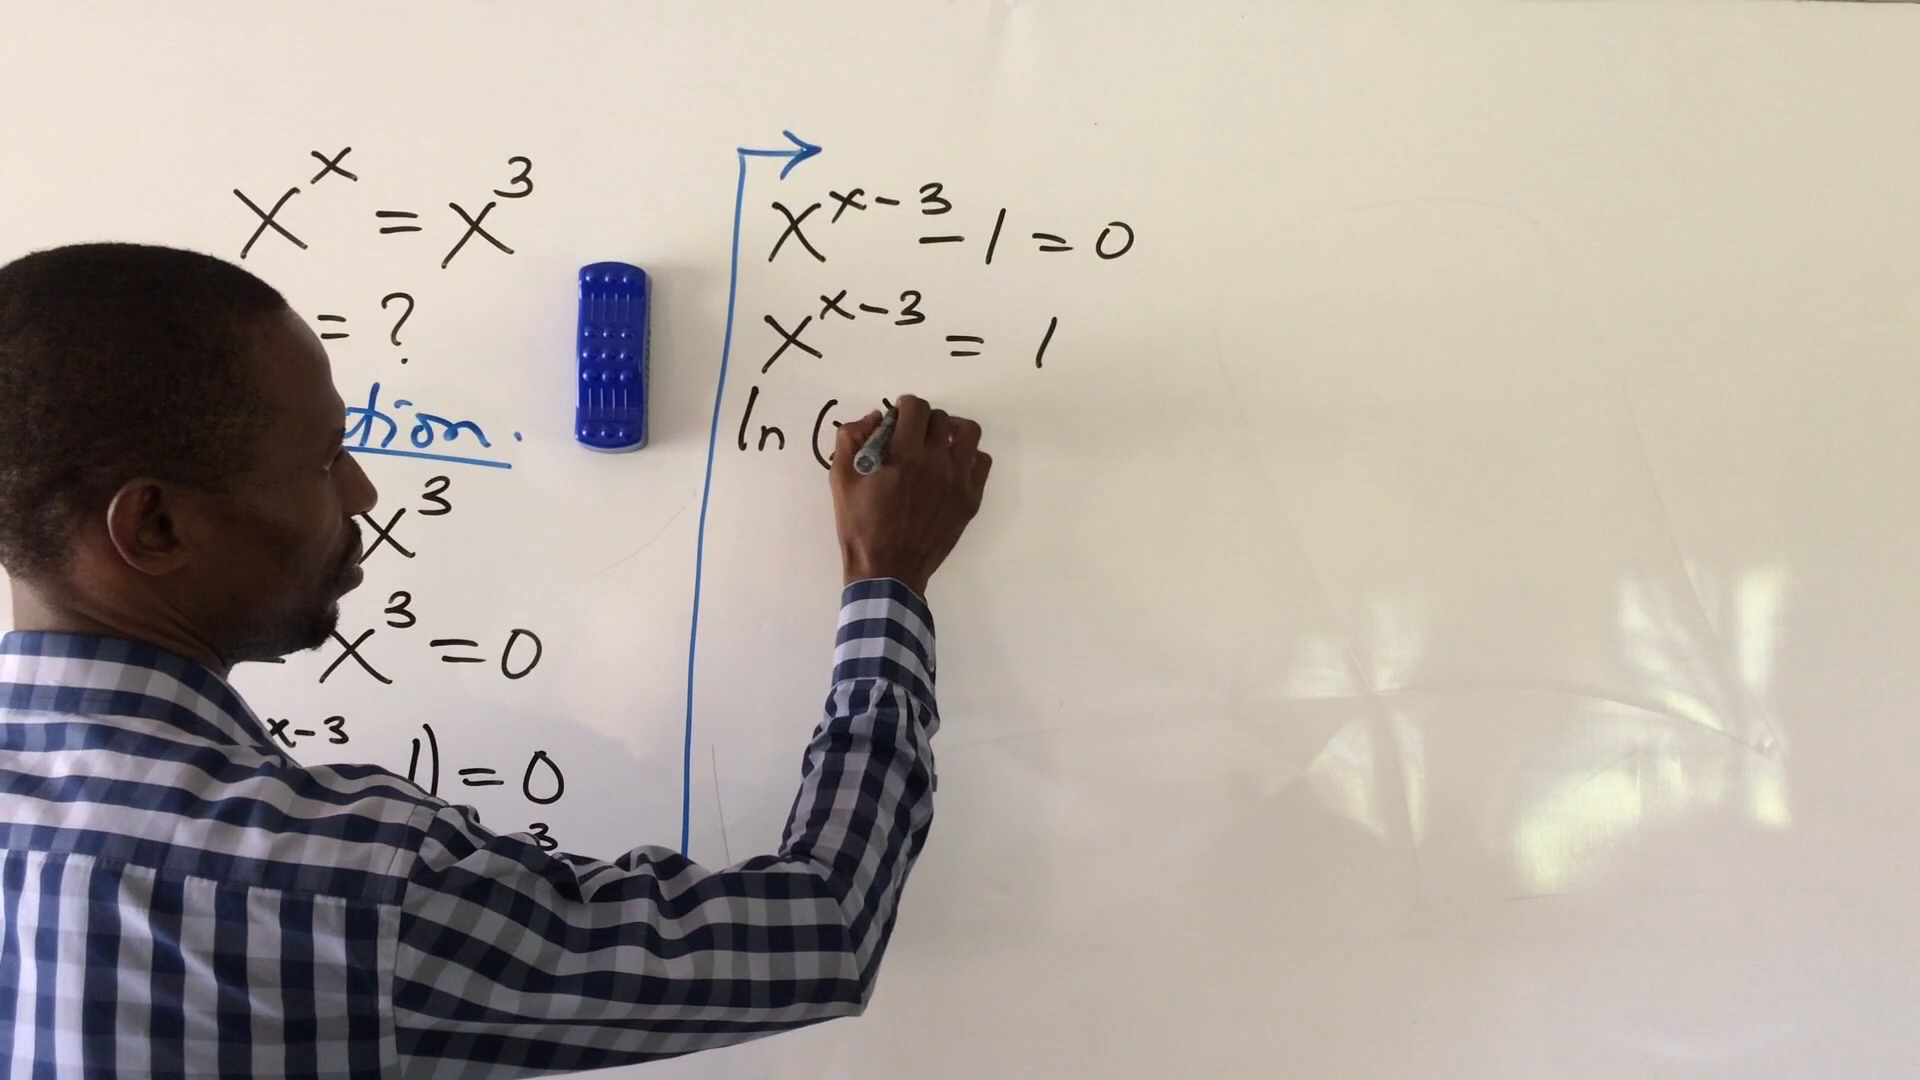 x^x = x^3
= ?
tion.
x^3
- x^3 = 0
x-3 1) = 0
3
x^{x-3} - 1 = 0
x^{x-3} = 1
ln (